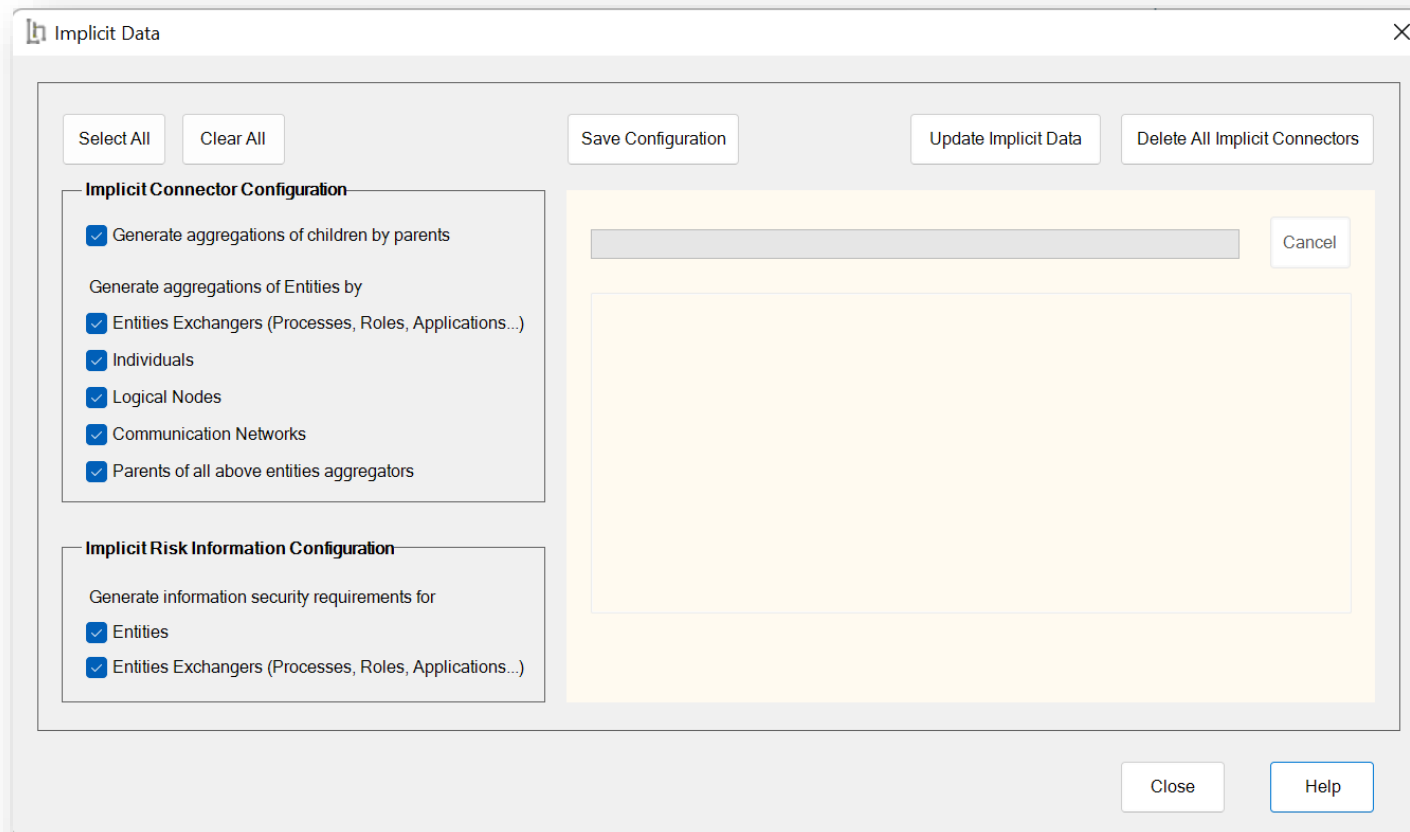 Implicit Data
Select All
Clear All
Save Configuration
Update Implicit Data
Delete All Implicit Connectors
Implicit Connector Configuration
Generate aggregations of children by parents
Generate aggregations of Entities by
Entities Exchangers (Processes, Roles, Applications...)
Individuals
Logical Nodes
Communication Networks
Parents of all above entities aggregators
Cancel
Implicit Risk Information Configuration
Generate information security requirements for
Entities
Entities Exchangers (Processes, Roles, Applications...)
Close
Help